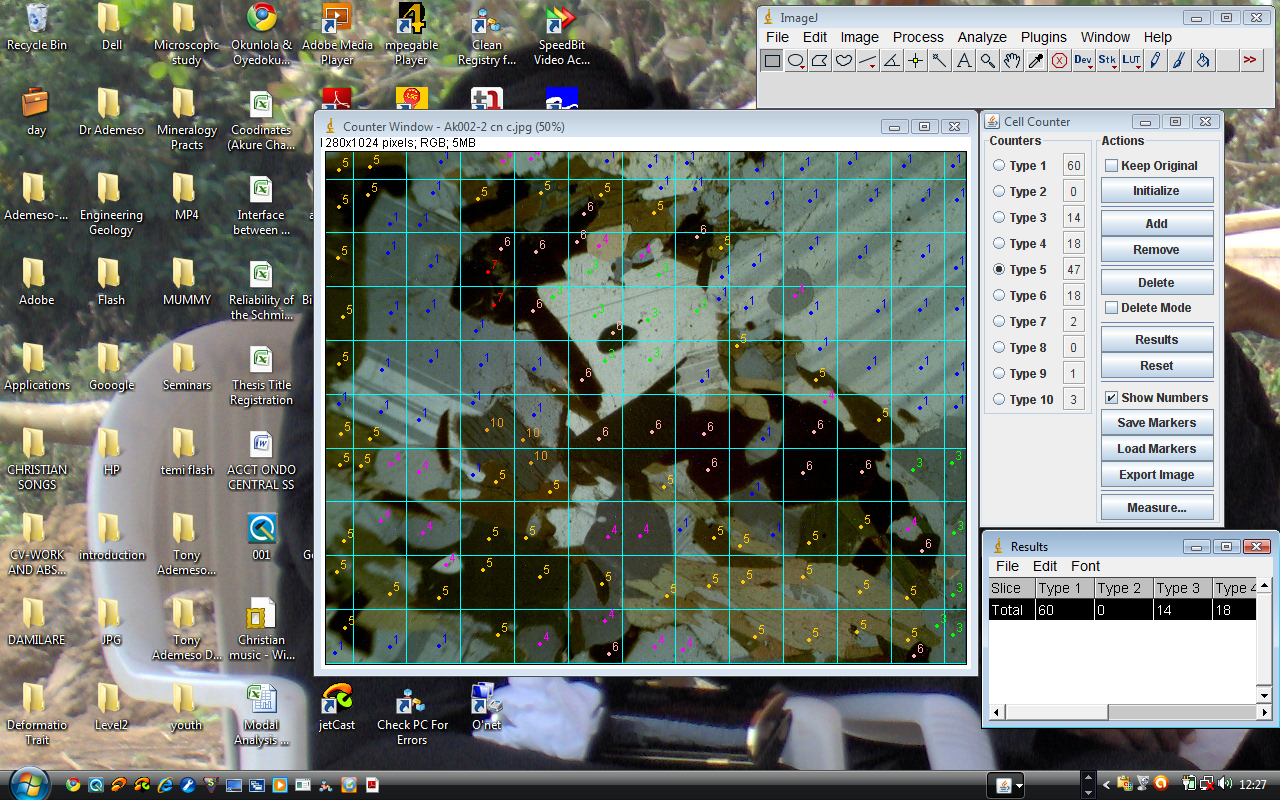 Recycle Bin
Dell
Microscopic
study
Okunlola &
Oyedoku...
Adobe Media
Player
mpegable
Player
Clean
Registry f...
SpeedBit
Video Ac...
day
Dr Ademeso
Mineralogy
Practs
Coodinates
(Akure Cha...
Ademeso-...
Engineering
Geology
MP4
Interface
between ...
Adobe
Flash
MUMMY
Reliability of
the Schmi...
Applications
Gooogle
Seminars
Thesis Title
Registration
CHRISTIAN
SONGS
HP
temi flash
ACCT ONDO
CENTRAL SS
CV-WORK
AND ABS...
introduction
Tony
Ademeso...
001
DAMILARE
JPG
Tony
Ademeso D...
Christian
music - Wi...
Deformatio
Trait
Level2
youth
Modal
Analysis ...
jetCast
Check PC For
Errors
O'net
ImageJ
File Edit Image Process Analyze Plugins Window Help
Dev Stk LUT >>
Counter Window - Ak002-2 cn c.jpg (50%)
1280x1024 pixels; RGB; 5MB
Cell Counter
Counters
Type 1 60
Type 2 0
Type 3 14
Type 4 18
Type 5 47
Type 6 18
Type 7 2
Type 8 0
Type 9 1
Type 10 3
Actions
Keep Original
Initialize
Add
Remove
Delete
Delete Mode
Results
Reset
Show Numbers
Save Markers
Load Markers
Export Image
Measure...
Results
File Edit Font
Slice Type 1 Type 2 Type 3 Type 4
Total 60 0 14 18
12:27